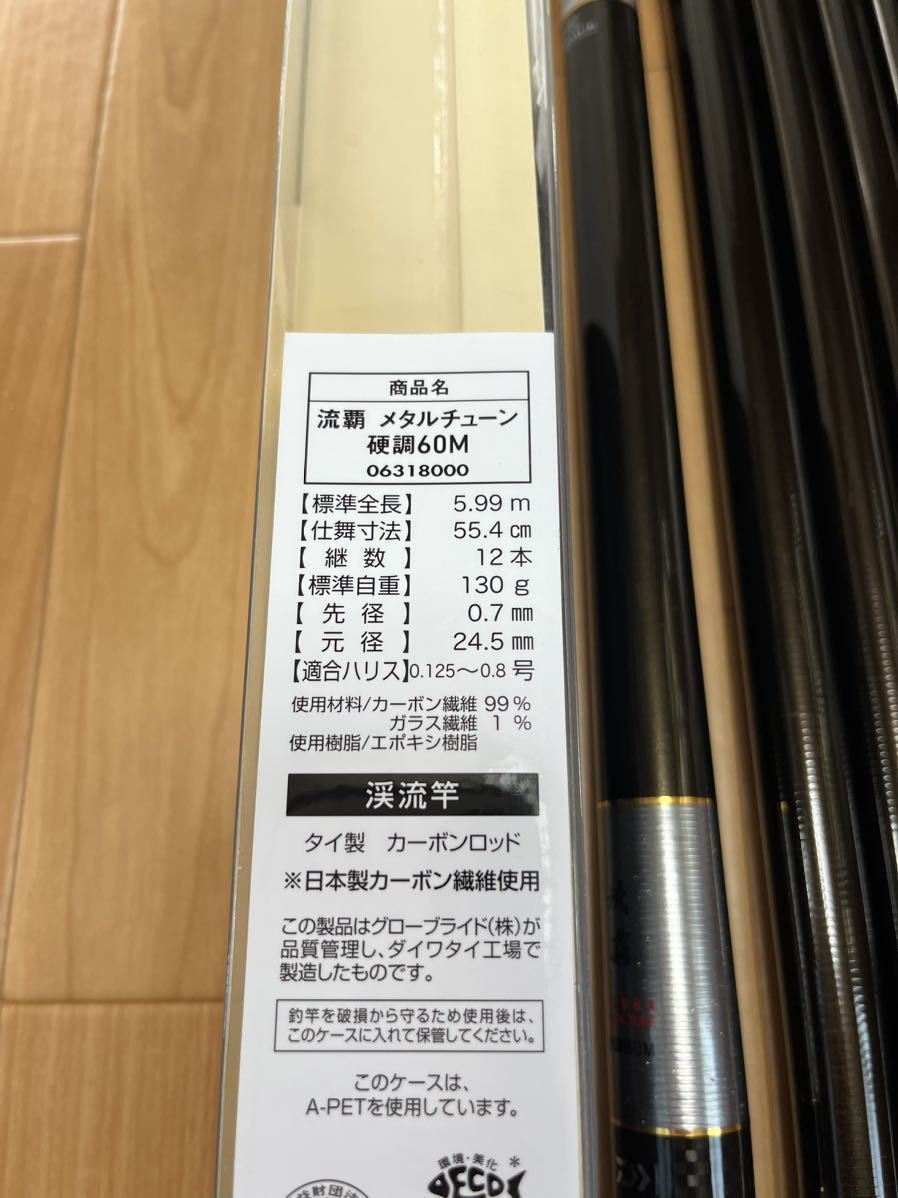 商品名
流覇 メタルチューン
硬調60M
06318000
【標準全長】 5.99 m
【仕舞寸法】 55.4 cm
【継数】 12 本
【標準自重】 130 g
【先径】 0.7 mm
【元径】 24.5 mm
【適合ハリス】0.125〜0.8 号
使用材料/カーボン繊維 99%
ガラス繊維 1%
使用樹脂/エポキシ樹脂
渓流竿
タイ製 カーボンロッド
※日本製カーボン繊維使用
この製品はグローブライド(株)が
品質管理し、ダイワタイ工場で
製造したものです。
釣竿を破損から守るため使用後は、
このケースに入れて保管してください。
このケースは、
A-PETを使用しています。
環境・美化
ECO
財団法